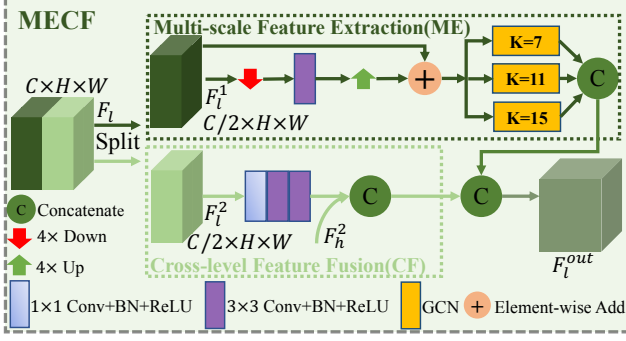 MECF
Multi-scale Feature Extraction(ME)
C×H×W
F_l
Split
F_l^1
C/2×H×W
+
K=7
K=11
K=15
C
F_l^2
C/2×H×W
F_h^2
C
C
F_l^{out}
Cross-level Feature Fusion(CF)
C Concatenate
4× Down
4× Up
1×1 Conv+BN+ReLU
3×3 Conv+BN+ReLU
GCN
+ Element-wise Add